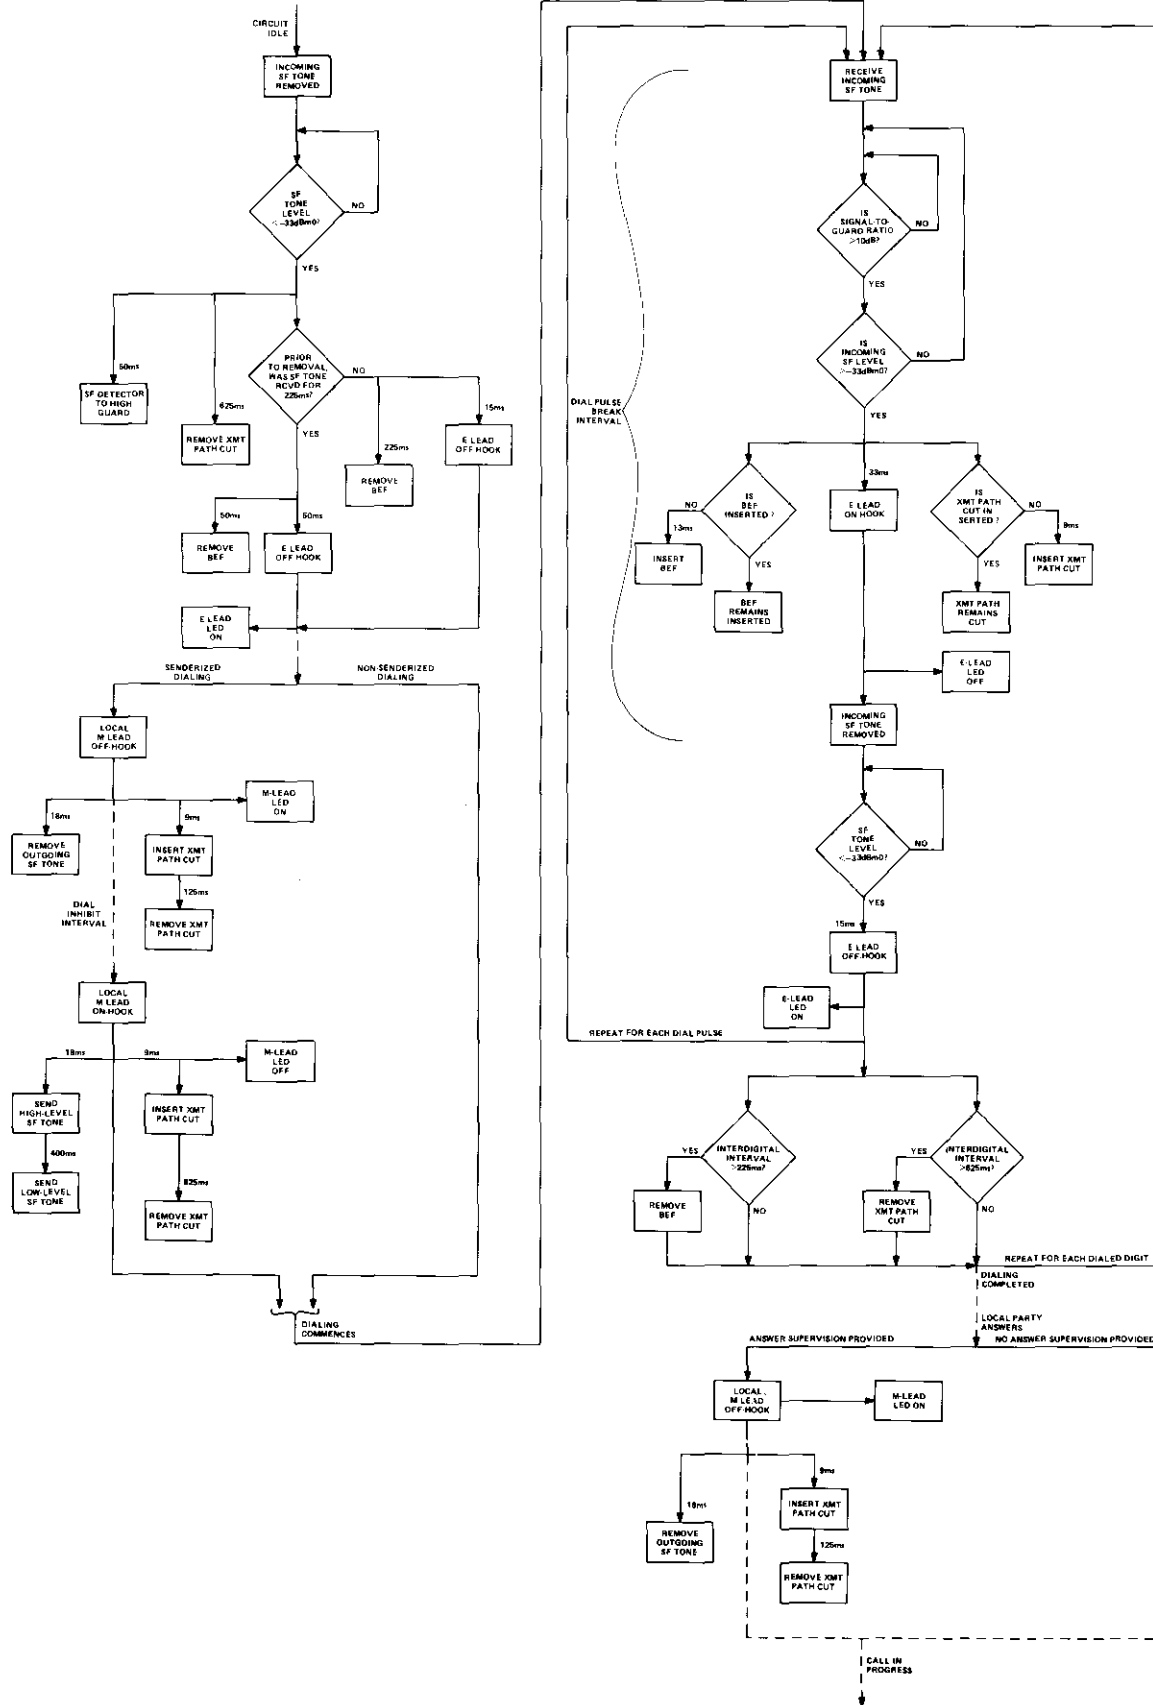 CIRCUIT
IDLE
INCOMING
SF TONE
REMOVED
SF
TONE
LEVEL
<-33dBm0?
NO
YES
50ms
SF DETECTOR
TO HIGH
GUARD
625ms
REMOVE XMT
PATH CUT
PRIOR
TO REMOVAL,
WAS SF TONE
RCVD FOR
225ms?
NO
YES
225ms
REMOVE
BEF
15ms
E LEAD
OFF HOOK
50ms
REMOVE
BEF
50ms
E LEAD
OFF HOOK
E LEAD
LED
ON
SENDERIZED
DIALING
NON-SENDERIZED
DIALING
LOCAL
M LEAD
OFF-HOOK
18ms
REMOVE
OUTGOING
SF TONE
9ms
INSERT XMT
PATH CUT
125ms
REMOVE XMT
PATH CUT
M-LEAD
LED
ON
DIAL
INHIBIT
INTERVAL
LOCAL
M LEAD
ON-HOOK
18ms
9ms
M-LEAD
LED
OFF
SEND
HIGH-LEVEL
SF TONE
400ms
SEND
LOW-LEVEL
SF TONE
INSERT XMT
PATH CUT
625ms
REMOVE XMT
PATH CUT
DIALING
COMMENCES
RECEIVE
INCOMING
SF TONE
IS
SIGNAL-TO-
GUARD RATIO
>10dB?
NO
YES
IS
INCOMING
SF LEVEL
>-33dBm0?
NO
YES
DIAL PULSE
BREAK
INTERVAL
IS
BEF
INSERTED?
NO
13ms
INSERT
BEF
YES
BEF
REMAINS
INSERTED
33ms
E LEAD
ON HOOK
IS
XMT PATH
CUT IN
SERTED?
NO
9ms
INSERT XMT
PATH CUT
YES
XMT PATH
REMAINS
CUT
E-LEAD
LED
OFF
INCOMING
SF TONE
REMOVED
SF
TONE
LEVEL
<-33dBm0?
NO
YES
15ms
E LEAD
OFF-HOOK
E-LEAD
LED
ON
REPEAT FOR EACH DIAL PULSE
INTERDIGITAL
INTERVAL
>225ms?
YES
REMOVE
BEF
NO
INTERDIGITAL
INTERVAL
>625ms?
YES
REMOVE
XMT PATH
CUT
NO
REPEAT FOR EACH DIALED DIGIT
DIALING
COMPLETED
LOCAL PARTY
ANSWERS
ANSWER SUPERVISION PROVIDED
NO ANSWER SUPERVISION PROVIDED
LOCAL
M LEAD
OFF-HOOK
M-LEAD
LED ON
18ms
REMOVE
OUTGOING
SF TONE
9ms
INSERT XMT
PATH CUT
125ms
REMOVE XMT
PATH CUT
CALL IN
PROGRESS